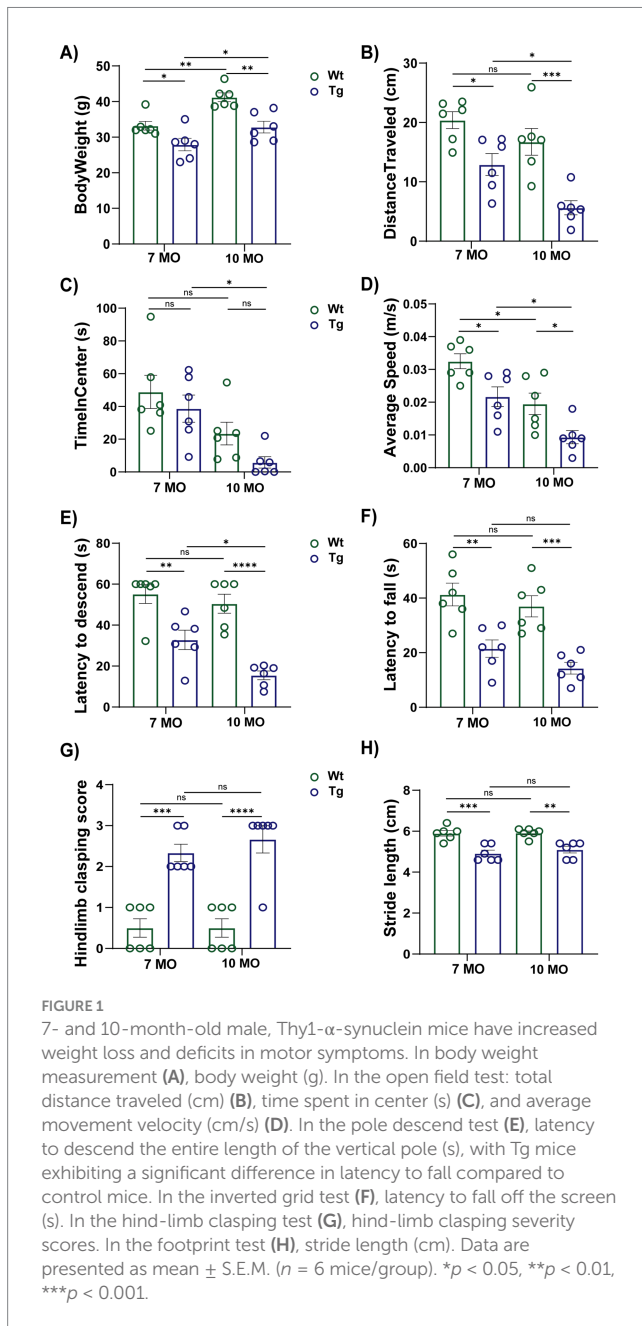 A)
B)
Wt
Tg
BodyWeight (g)
50
40
30
20
10
0
*
**
*
**
7 MO
10 MO
DistanceTraveled (cm)
30
20
10
0
*
ns
*
***
7 MO
10 MO
C)
D)
Wt
Tg
TimeInCenter (s)
100
80
60
40
20
0
*
ns
ns
ns
7 MO
10 MO
Average Speed (m/s)
0.05
0.04
0.03
0.02
0.01
0.00
*
*
*
*
7 MO
10 MO
E)
F)
Wt
Tg
Latency to descend (s)
80
60
40
20
0
*
ns
**
****
7 MO
10 MO
Latency to fall (s)
80
60
40
20
0
ns
ns
**
***
7 MO
10 MO
G)
H)
Wt
Tg
Hindlimb clasping score
4
3
2
1
0
ns
ns
***
****
7 MO
10 MO
Stride length (cm)
8
6
4
2
0
ns
ns
***
**
7 MO
10 MO
FIGURE 1
7- and 10-month-old male, Thy1-α-synuclein mice have increased
weight loss and deficits in motor symptoms. In body weight
measurement (A), body weight (g). In the open field test: total
distance traveled (cm) (B), time spent in center (s) (C), and average
movement velocity (cm/s) (D). In the pole descend test (E), latency
to descend the entire length of the vertical pole (s), with Tg mice
exhibiting a significant difference in latency to fall compared to
control mice. In the inverted grid test (F), latency to fall off the screen
(s). In the hind-limb clasping test (G), hind-limb clasping severity
scores. In the footprint test (H), stride length (cm). Data are
presented as mean ± S.E.M. (n = 6 mice/group). *p < 0.05, **p < 0.01,
***p < 0.001.